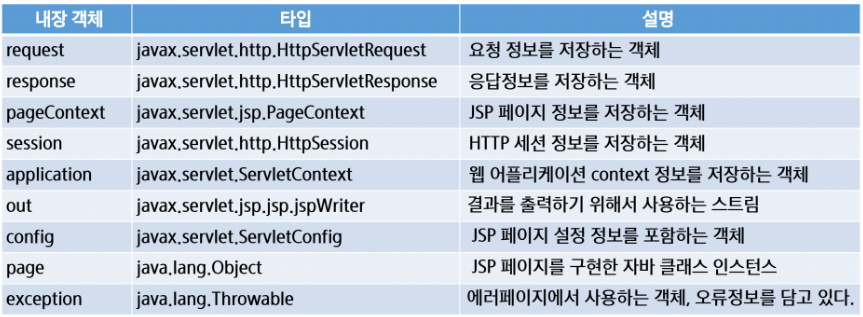 내장 객체 타입 설명
request javax.servlet.http.HttpServletRequest 요청 정보를 저장하는 객체
response javax.servlet.http.HttpServletResponse 응답정보를 저장하는 객체
pageContext javax.servlet.jsp.PageContext JSP 페이지 정보를 저장하는 객체
session javax.servlet.http.HttpSession HTTP 세션 정보를 저장하는 객체
application javax.servlet.ServletContext 웹 어플리케이션 context 정보를 저장하는 객체
out javax.servlet.jsp.jsp.jspWriter 결과를 출력하기 위해서 사용하는 스트림
config javax.servlet.ServletConfig JSP 페이지 설정 정보를 포함하는 객체
page java.lang.Object JSP 페이지를 구현한 자바 클래스 인스턴스
exception java.lang.Throwable 에러페이지에서 사용하는 객체, 오류정보를 담고 있다.